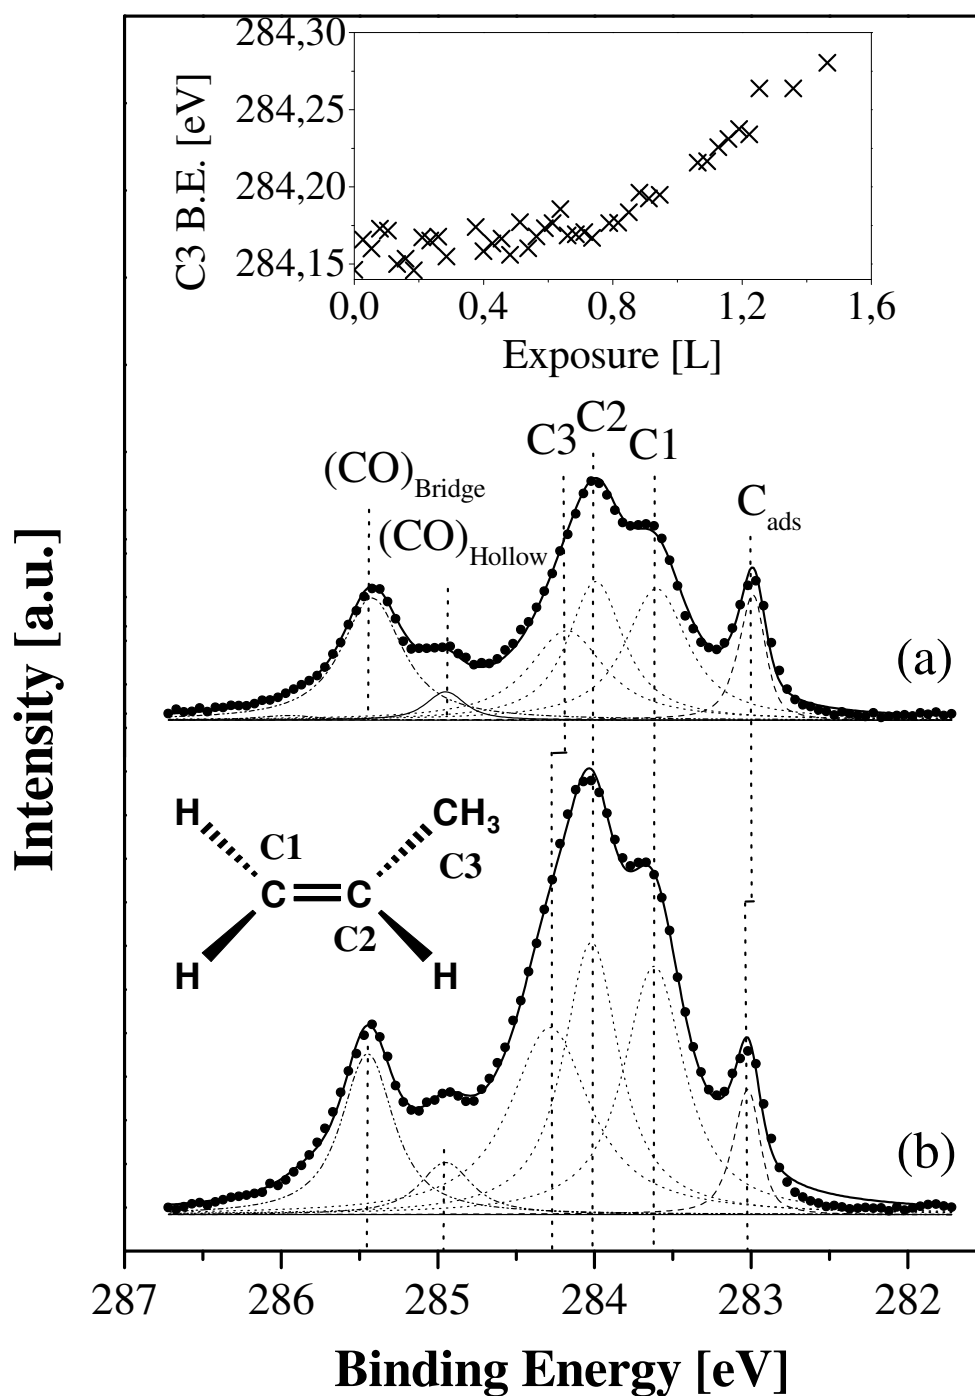 284,30
284,25
284,20
284,15
C3 B.E. [eV]
0,0 0,4 0,8 1,2 1,6
Exposure [L]
C3 C2 C1
(CO)Bridge
(CO)Hollow
Cads
(a)
Intensity [a.u.]
H CH3
C1 C3
C C
C2
H H
(b)
287 286 285 284 283 282
Binding Energy [eV]